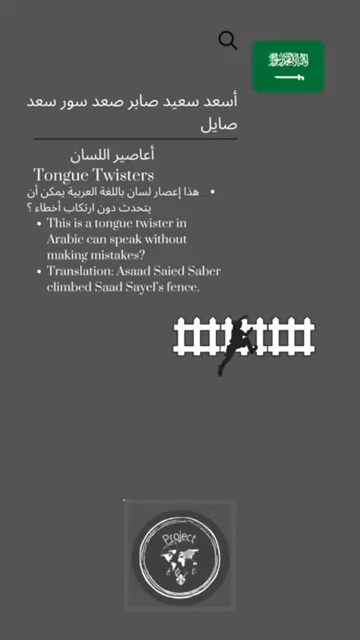 أسعد سعيد صابر صعد سور سعد
صايل
أعاصير اللسان
Tongue Twisters
• هذا إعصار لسان باللغة العربية يمكن أن
يتحدث دون ارتكاب أخطاء ؟
• This is a tongue twister in
Arabic can speak without
making mistakes?
• Translation: Asaad Saied Saber
climbed Saad Sayel's fence.
Project